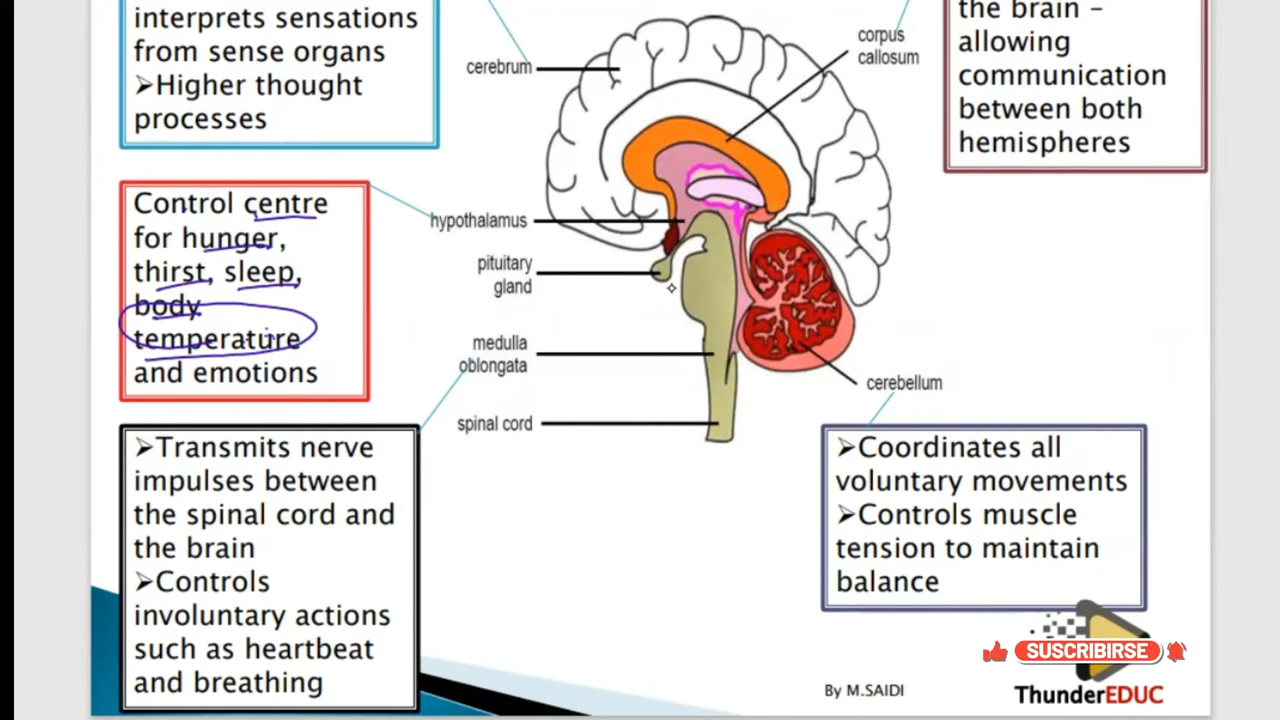 interprets sensations
from sense organs
➢Higher thought
processes
the brain –
allowing
communication
between both
hemispheres
cerebrum
corpus
callosum
Control centre
for hunger,
thirst, sleep,
body
temperature
and emotions
hypothalamus
pituitary
gland
medulla
oblongata
spinal cord
cerebellum
➢Transmits nerve
impulses between
the spinal cord and
the brain
➢Controls
involuntary actions
such as heartbeat
and breathing
➢Coordinates all
voluntary movements
➢Controls muscle
tension to maintain
balance
SUSCRIBIRSE
By M.SAIDI
ThunderEDUC